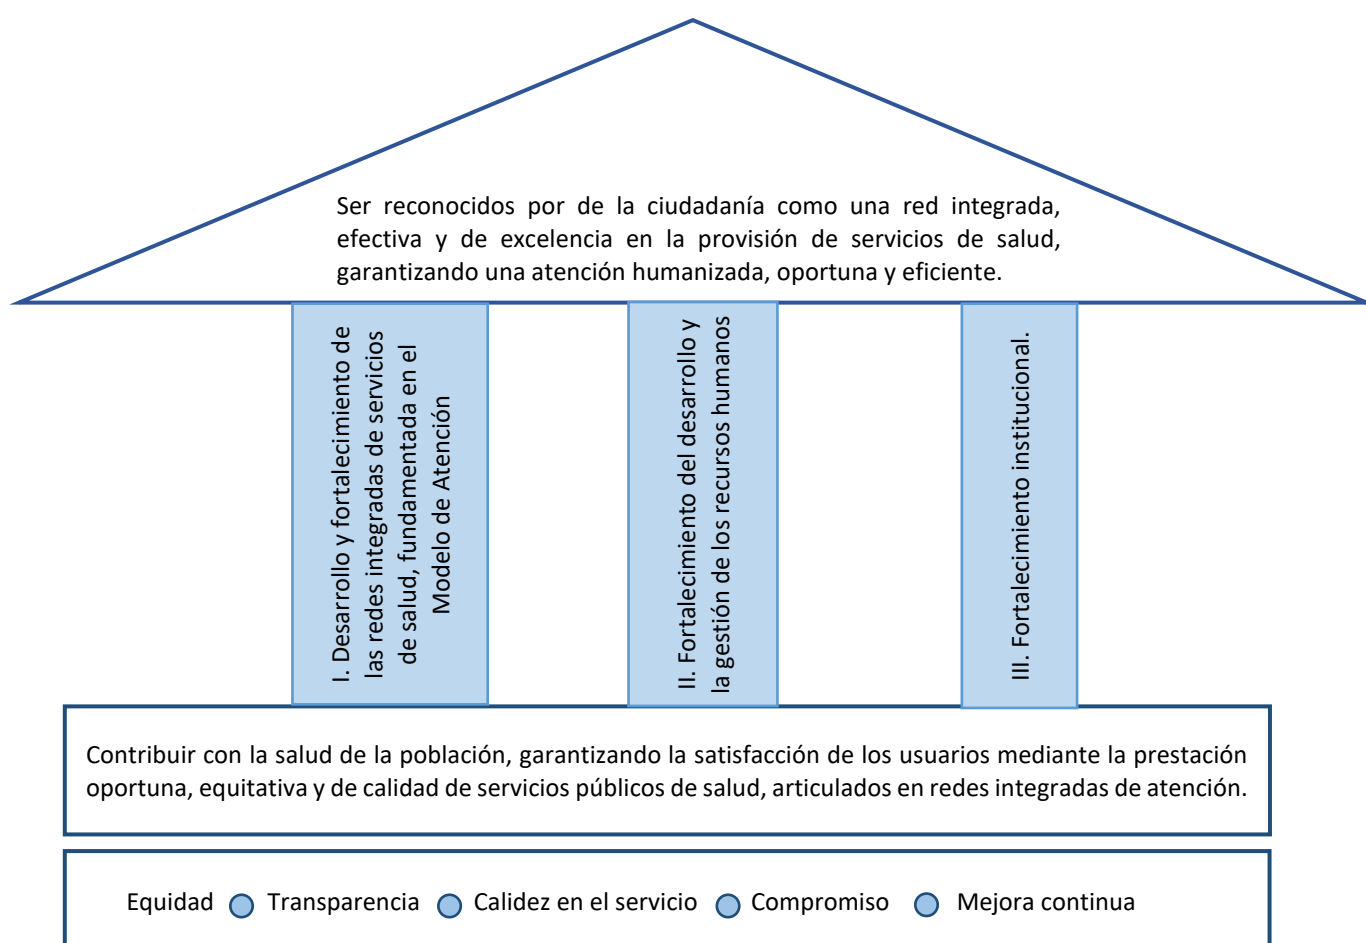 Ser reconocidos por de la ciudadanía como una red integrada,
efectiva y de excelencia en la provisión de servicios de salud,
garantizando una atención humanizada, oportuna y eficiente.
I. Desarrollo y fortalecimiento de
las redes integradas de servicios
de salud, fundamentada en el
Modelo de Atención
II. Fortalecimiento del desarrollo y
la gestión de los recursos humanos
III. Fortalecimiento institucional.
Contribuir con la salud de la población, garantizando la satisfacción de los usuarios mediante la prestación
oportuna, equitativa y de calidad de servicios públicos de salud, articulados en redes integradas de atención.
Equidad Transparencia Calidez en el servicio Compromiso Mejora continua